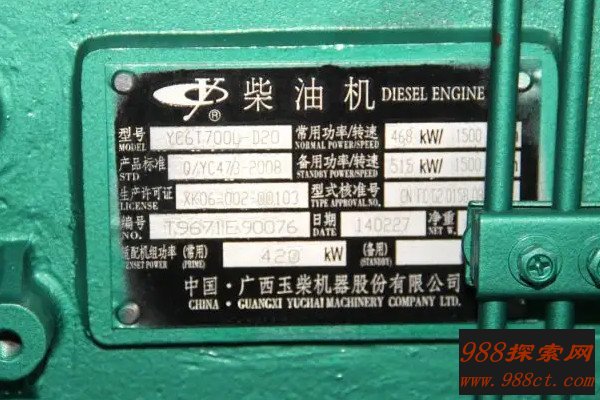 柴油机 DIESEL ENGINE
型号 YC6T700L-D20 常用功率/转速 468 kW/ 1500
MODEL NORMAL POWER/SPEED
产品标准 Q/YC473-2008 备用功率/转速 515 kW/ 1500
STD STANDBY POWER/SPEED
生产许可证 XK06-002-00103 型式核准号
LICENSE TYPE APPROVAL NO.
编号 日期 140227 净重
NO. DATE NET W.
适配机组功率 (常用) 420 kW (备用)
GENSET POWER (PRIME) (STANDBY)
中国·广西玉柴机器股份有限公司
CHINA · GUANGXI YUCHAI MACHINERY COMPANY LTD.
988探索网
www.988ct.com